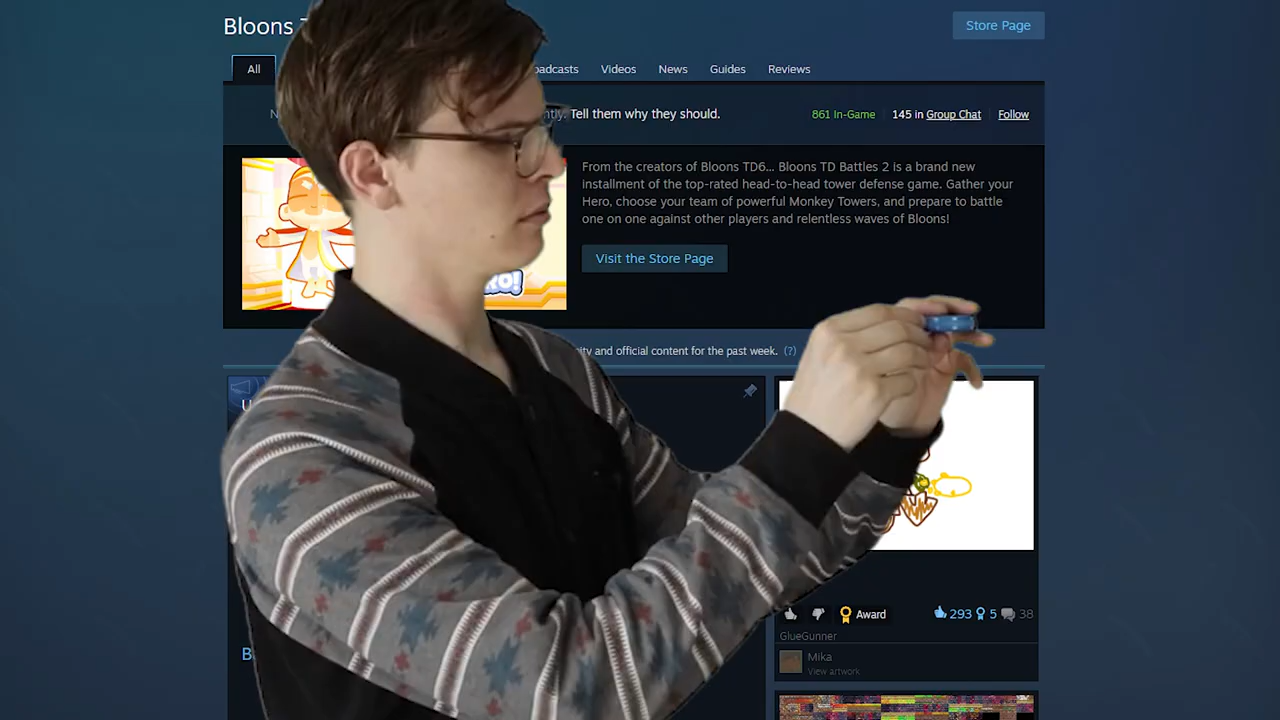 Bloons T
Store Page
All
oadcasts Videos News Guides Reviews
N
ntly. Tell them why they should.
861 In-Game 145 in Group Chat Follow
From the creators of Bloons TD6... Bloons TD Battles 2 is a brand new
installment of the top-rated head-to-head tower defense game. Gather your
Hero, choose your team of powerful Monkey Towers, and prepare to battle
one on one against other players and relentless waves of Bloons!
RO!
Visit the Store Page
ity and official content for the past week. (?)
U
Award 293 5 38
GlueGunner
B
Mika
View artwork